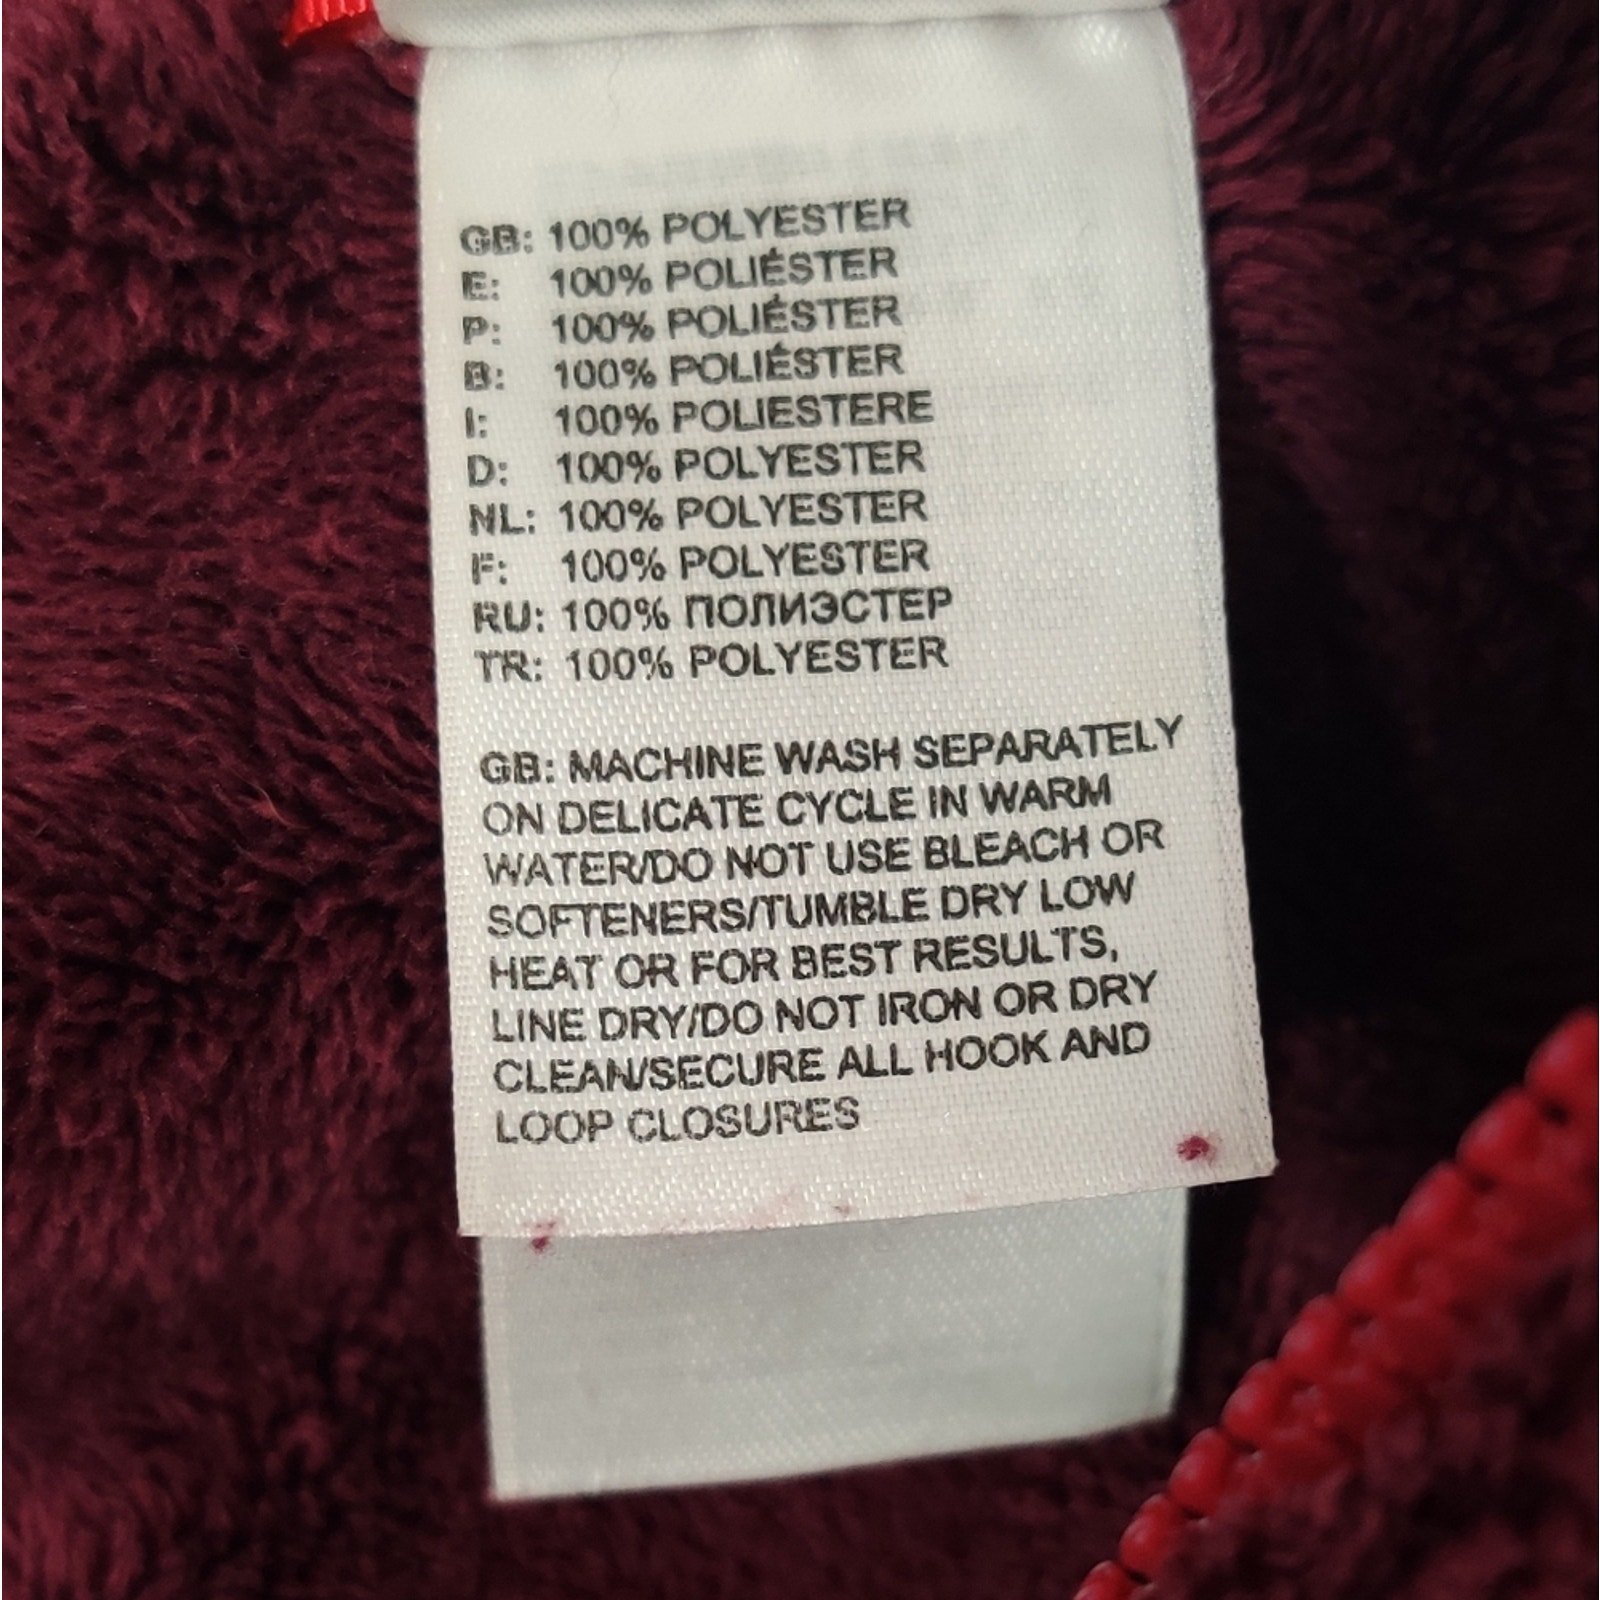 GB: 100% POLYESTER
E: 100% POLIÉSTER
P: 100% POLIÉSTER
B: 100% POLIÉSTER
I: 100% POLIESTERE
D: 100% POLYESTER
NL: 100% POLYESTER
F: 100% POLYESTER
RU: 100% ПОЛИЭСТЕР
TR: 100% POLYESTER
GB: MACHINE WASH SEPARATELY
ON DELICATE CYCLE IN WARM
WATER/DO NOT USE BLEACH OR
SOFTENERS/TUMBLE DRY LOW
HEAT OR FOR BEST RESULTS,
LINE DRY/DO NOT IRON OR DRY
CLEAN/SECURE ALL HOOK AND
LOOP CLOSURES